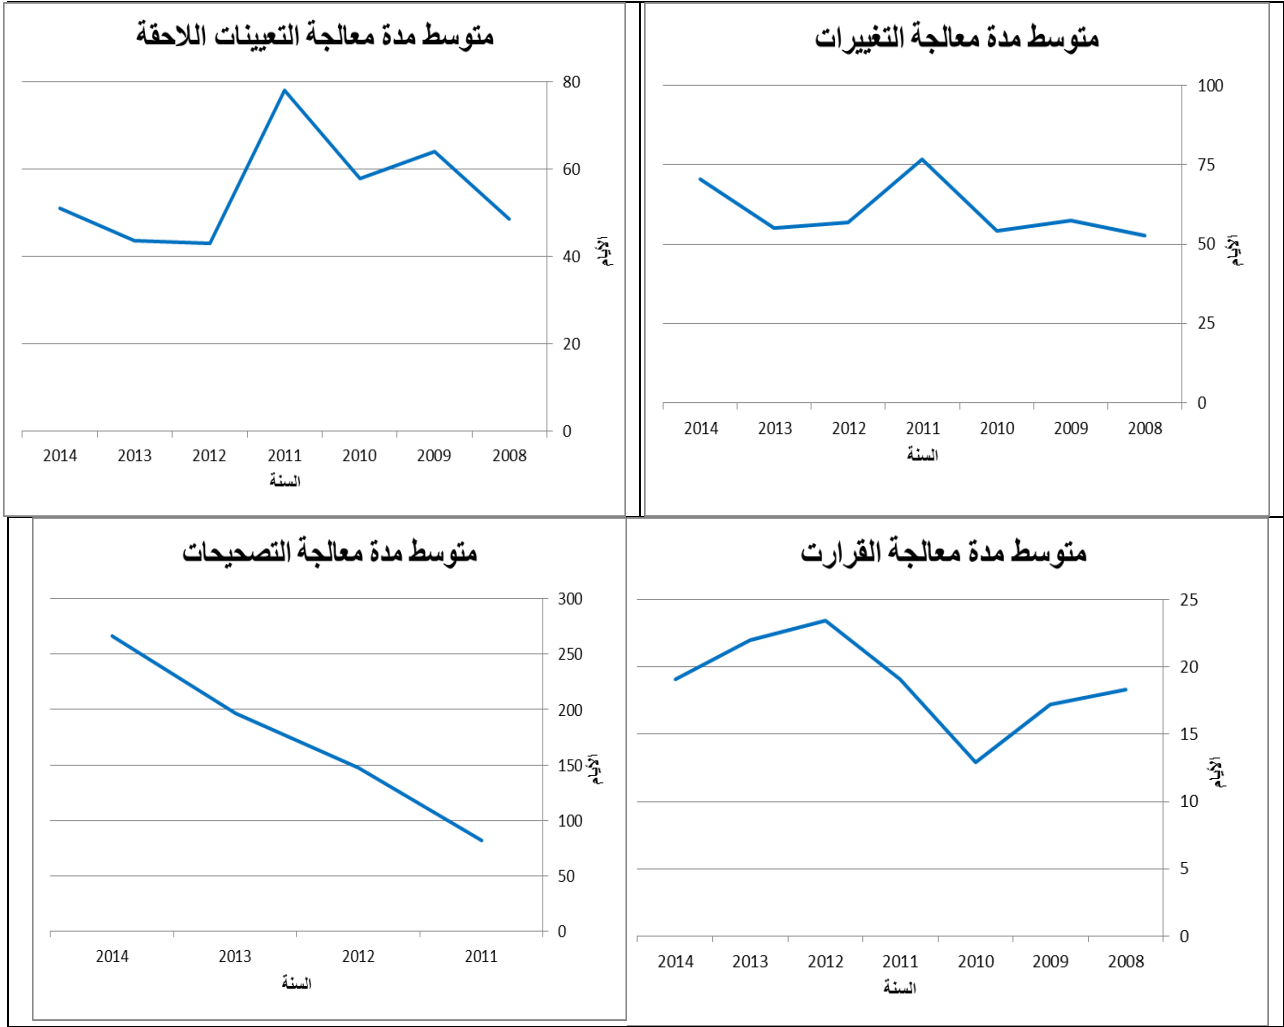 متوسط مدة معالجة التغييرات
100
75
50
25
0
الأيام
2008 2009 2010 2011 2012 2013 2014
السنة
متوسط مدة معالجة التعيينات اللاحقة
80
60
40
20
0
الأيام
2008 2009 2010 2011 2012 2013 2014
السنة
متوسط مدة معالجة القرارت
25
20
15
10
5
0
الأيام
2008 2009 2010 2011 2012 2013 2014
السنة
متوسط مدة معالجة التصحيحات
300
250
200
150
100
50
0
الأيام
2011 2012 2013 2014
السنة